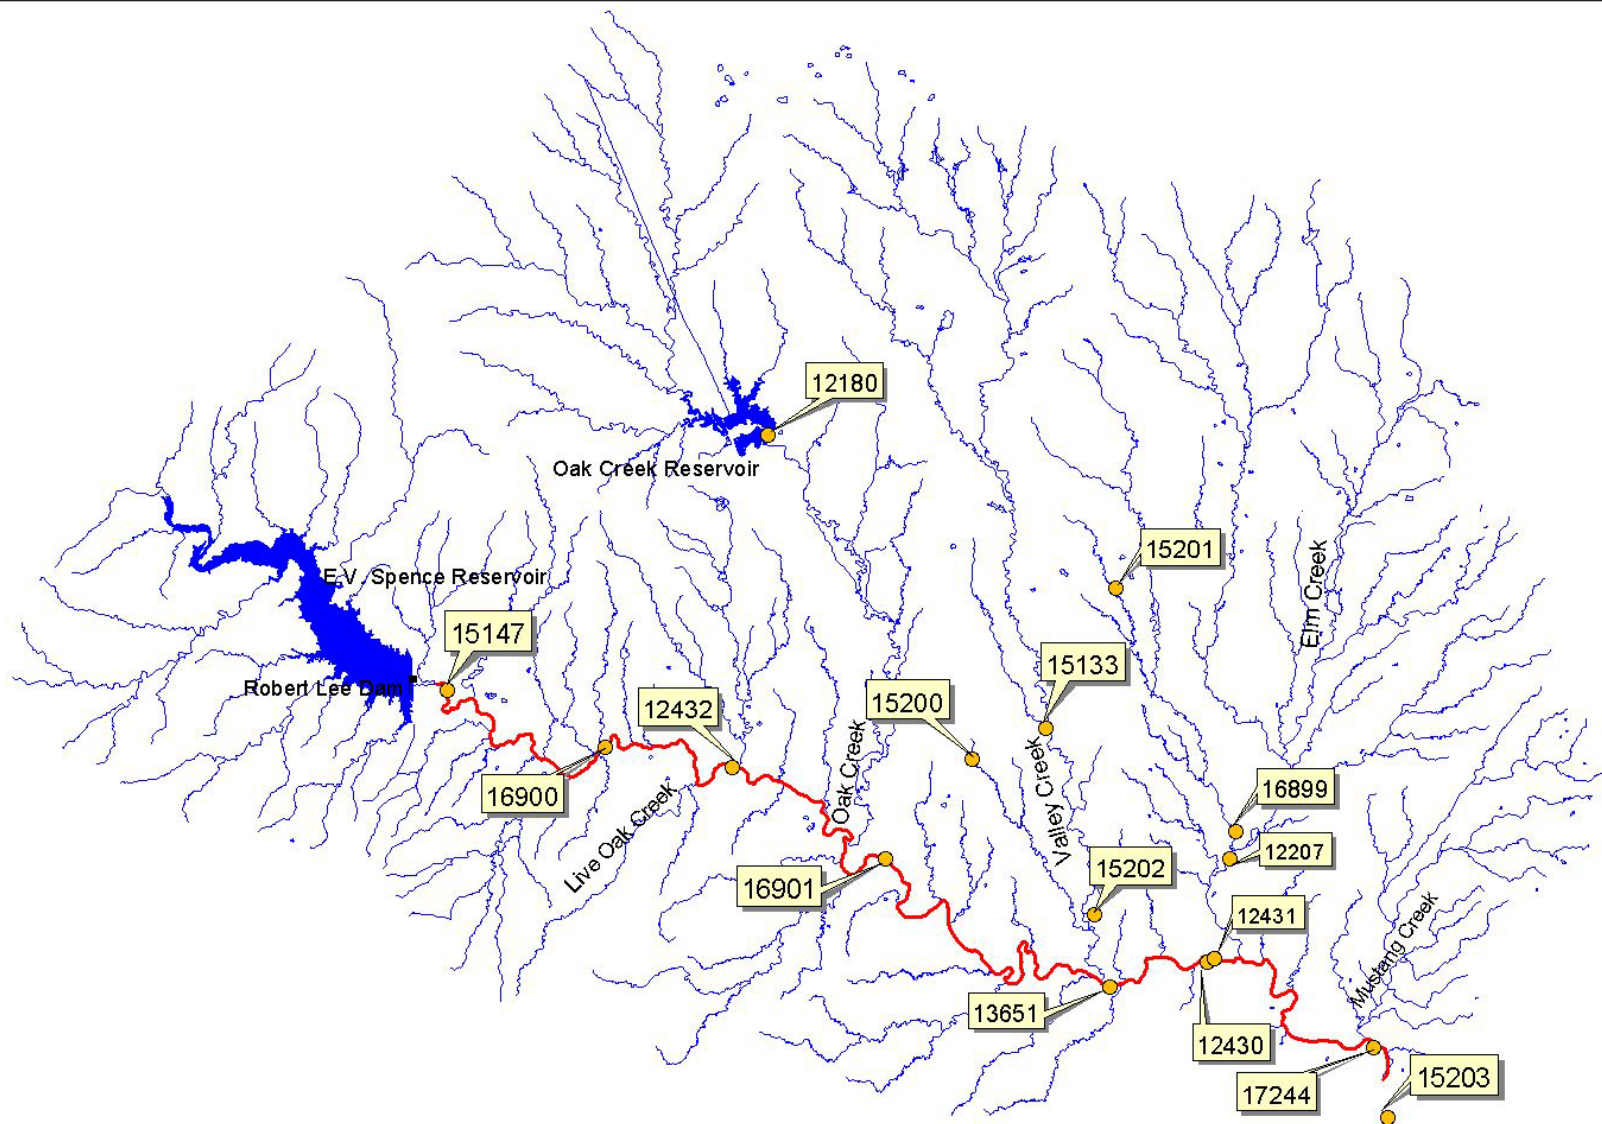 12180
Oak Creek Reservoir
15201
Elm Creek
E.V. Spence Reservoir
15147
15133
Robert Lee Dam
12432
15200
Oak Creek
Valley Creek
16900
Live Oak Creek
16899
12207
16901
15202
12431
Mustang Creek
13651
12430
17244
15203